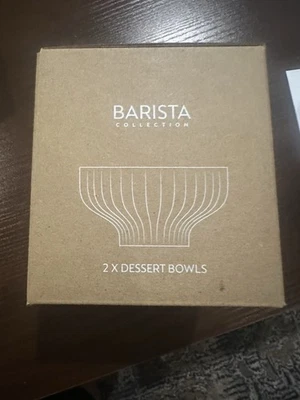 BARISTA
COLLECTION
2 X DESSERT BOWLS